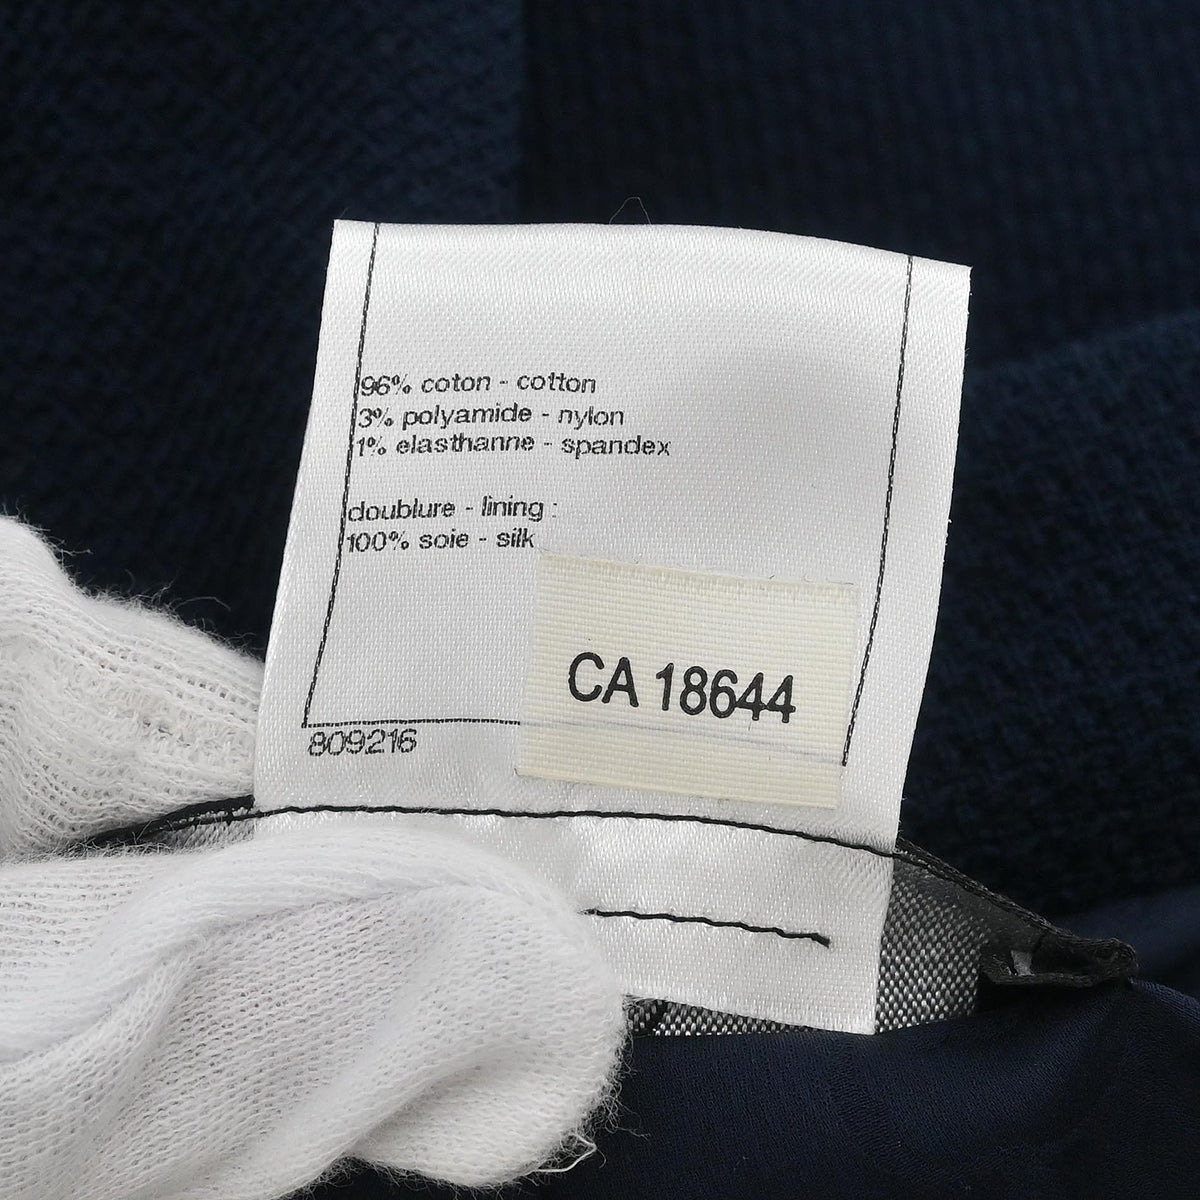 96% coton - cotton
3% polyamide - nylon
1% elasthanne - spandex
doublure - lining :
100% soie - silk
CA 18644
809216